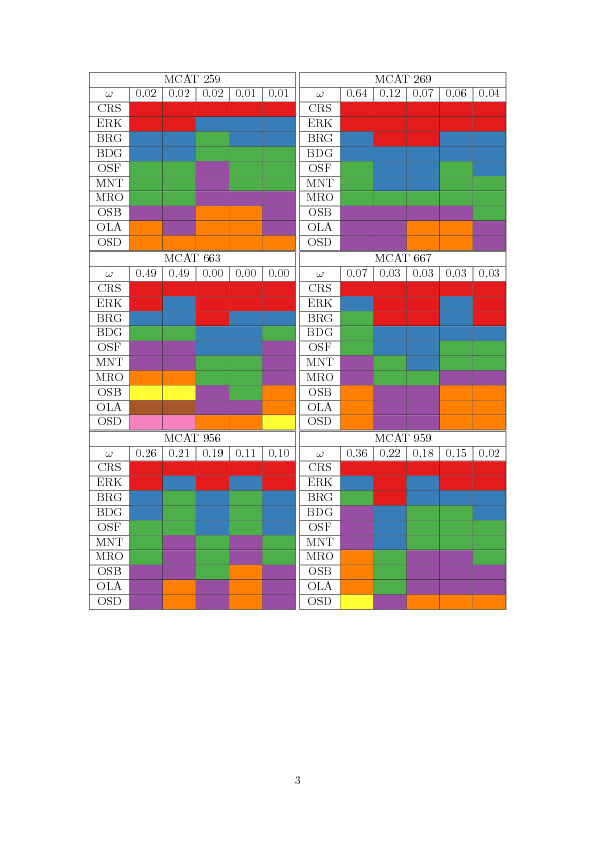 MCAT 259
ω 0.02 0.02 0.02 0.01 0.01
CRS
ERK
BRG
BDG
OSF
MNT
MRO
OSB
OLA
OSD
MCAT 269
ω 0.64 0.12 0.07 0.06 0.04
CRS
ERK
BRG
BDG
OSF
MNT
MRO
OSB
OLA
OSD
MCAT 663
ω 0.49 0.49 0.00 0.00 0.00
CRS
ERK
BRG
BDG
OSF
MNT
MRO
OSB
OLA
OSD
MCAT 667
ω 0.07 0.03 0.03 0.03 0.03
CRS
ERK
BRG
BDG
OSF
MNT
MRO
OSB
OLA
OSD
MCAT 956
ω 0.26 0.21 0.19 0.11 0.10
CRS
ERK
BRG
BDG
OSF
MNT
MRO
OSB
OLA
OSD
MCAT 959
ω 0.36 0.22 0.18 0.15 0.02
CRS
ERK
BRG
BDG
OSF
MNT
MRO
OSB
OLA
OSD
3